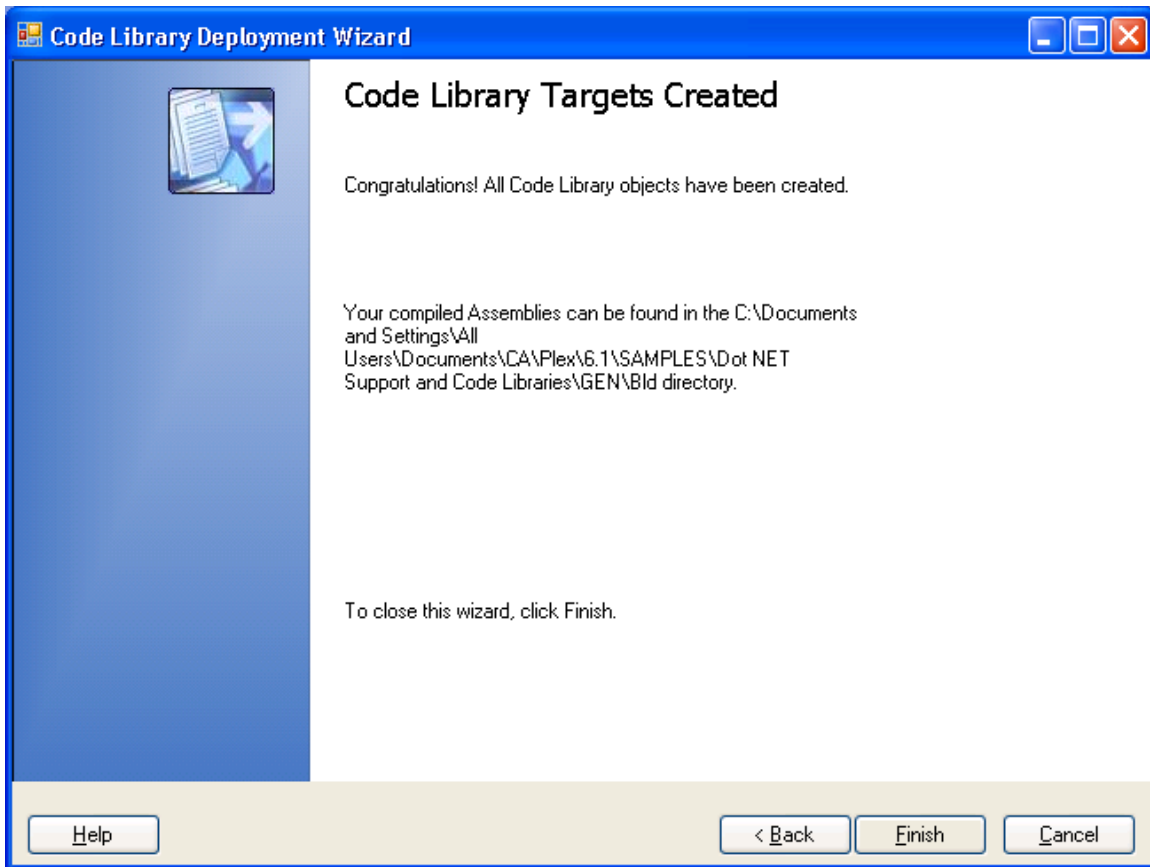 Code Library Deployment Wizard
Code Library Targets Created
Congratulations! All Code Library objects have been created.
Your compiled Assemblies can be found in the C:\Documents
and Settings\All
Users\Documents\CA\Plex\6.1\SAMPLES\Dot NET
Support and Code Libraries\GEN\Bld directory.
To close this wizard, click Finish.
Help
< Back
Finish
Cancel